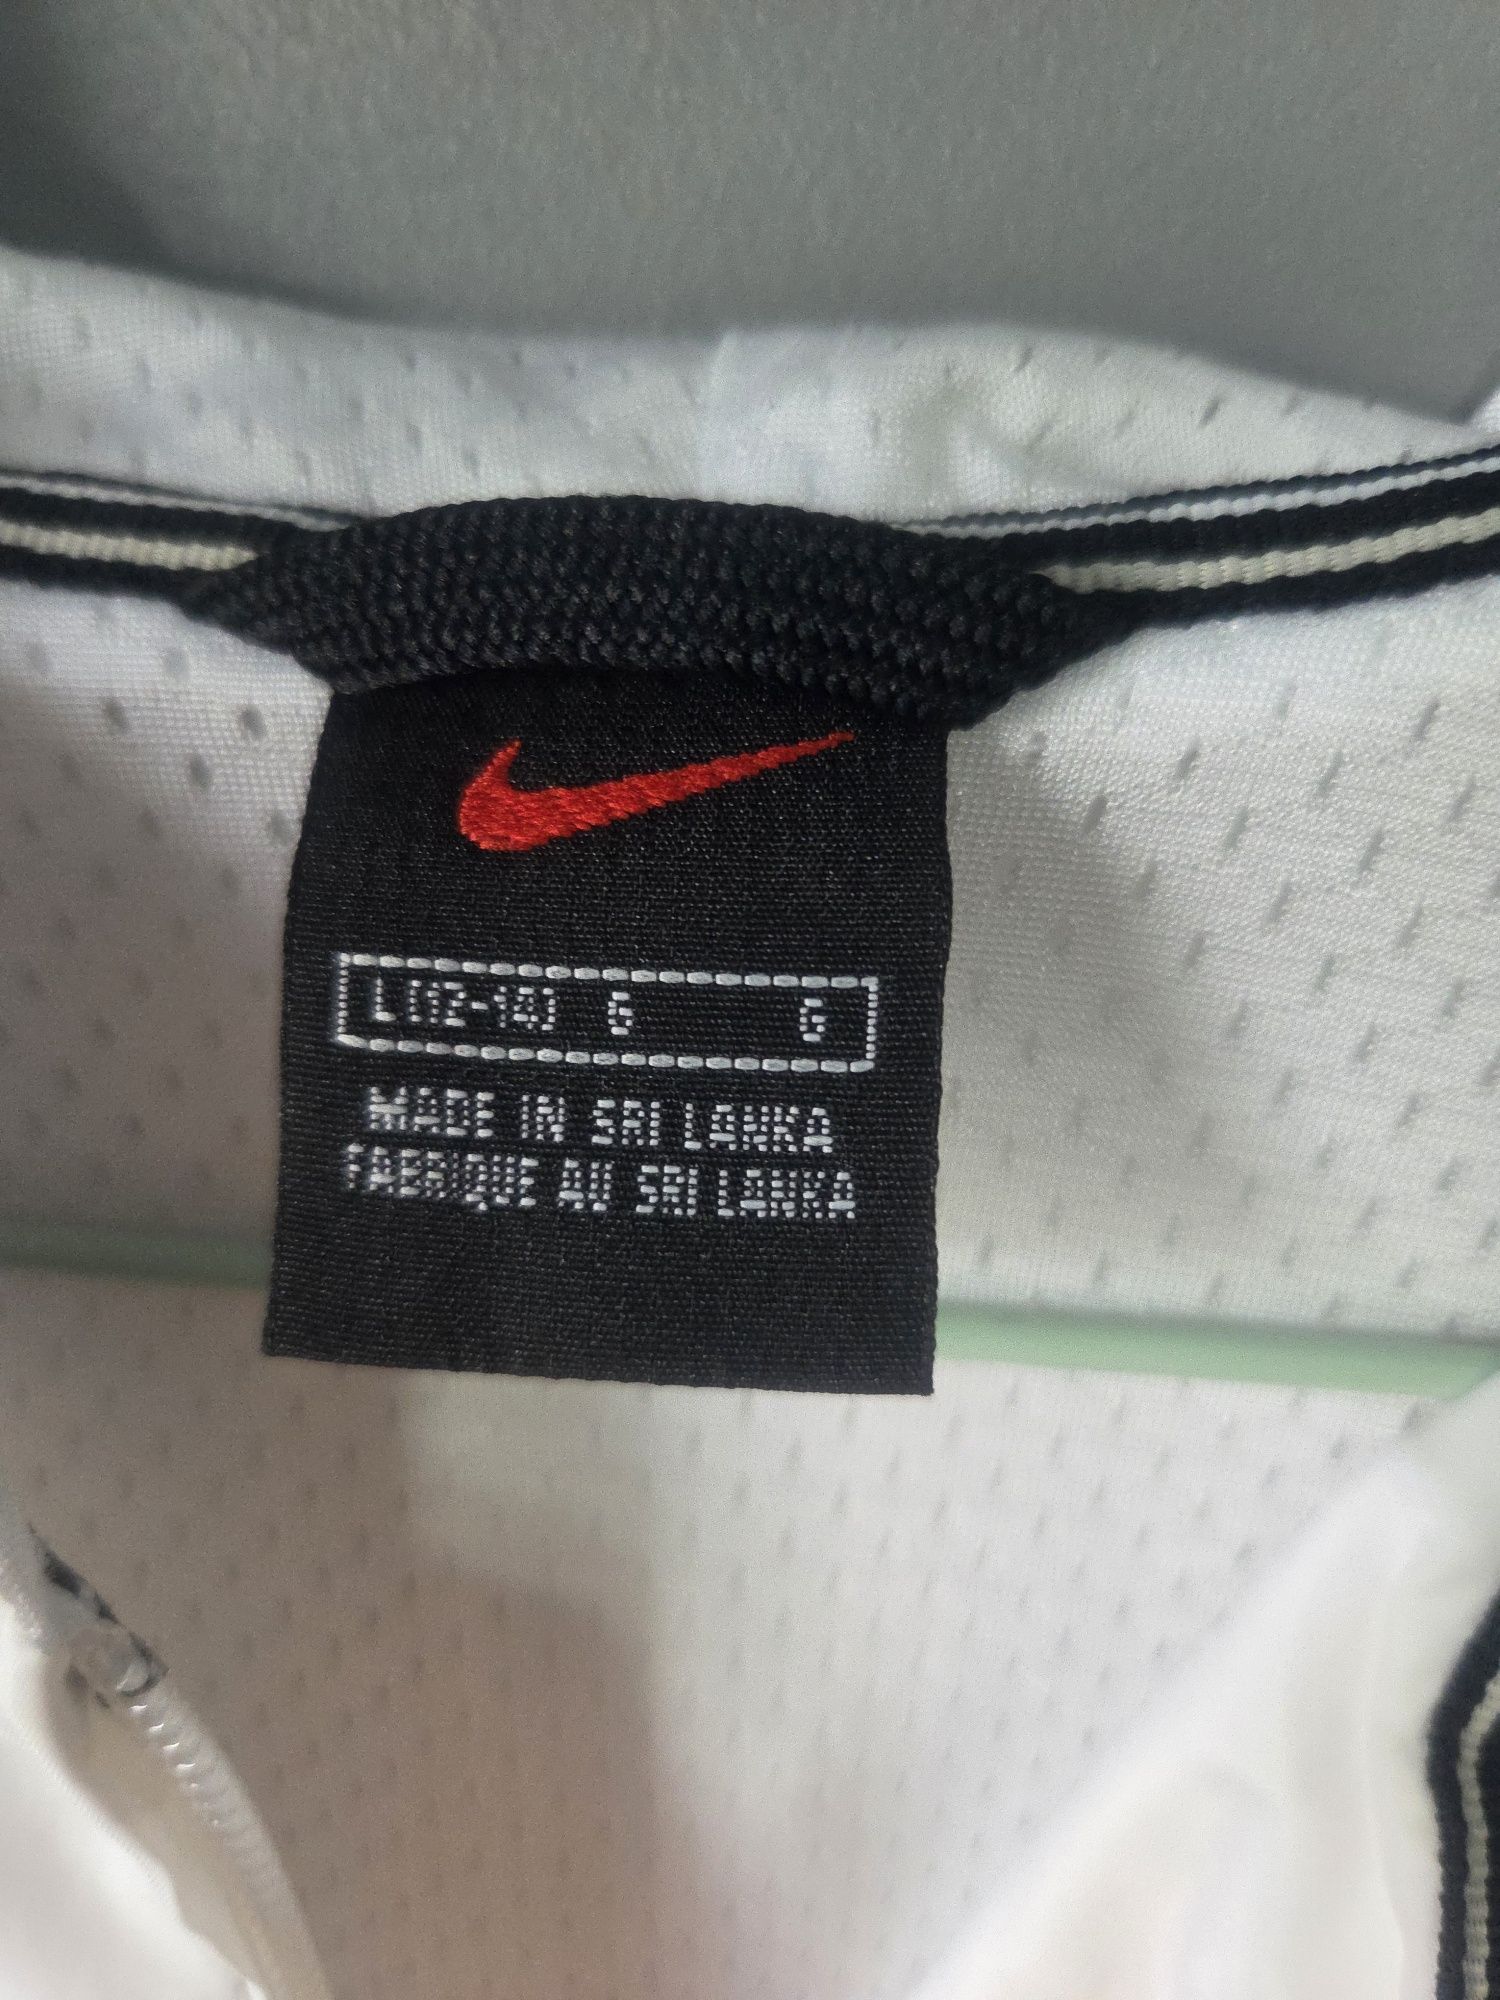 L (12-14) G G
MADE IN SRI LANKA
FABRIQUE AU SRI LANKA